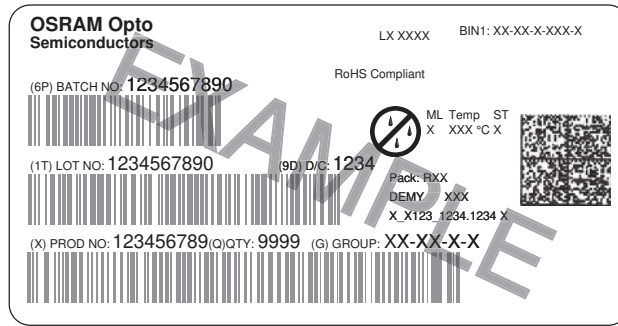 OSRAM Opto
Semiconductors
LX XXXX
BIN1: XX-XX-X-XXX-X
RoHS Compliant
(6P) BATCH NO: 1234567890
ML Temp ST
X XXX °C X
(1T) LOT NO: 1234567890 (9D) D/C: 1234
Pack: RXX
DEMY XXX
X_X123_1234.1234 X
(X) PROD NO: 123456789(Q)QTY: 9999 (G) GROUP: XX-XX-X-X
EXAMPLE